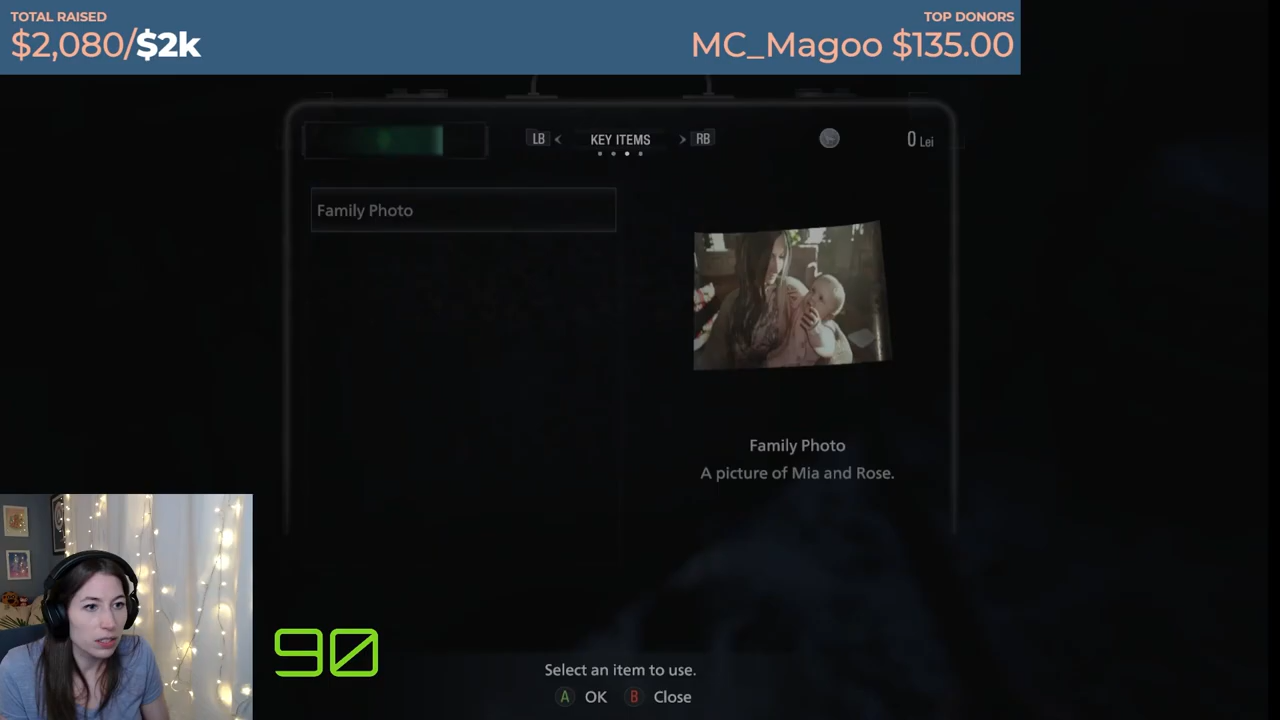 TOTAL RAISED
$2,080/$2k
TOP DONORS
MC_Magoo $135.00
LB < KEY ITEMS > RB
0 Lei
Family Photo
Family Photo
A picture of Mia and Rose.
90
Select an item to use.
A OK B Close